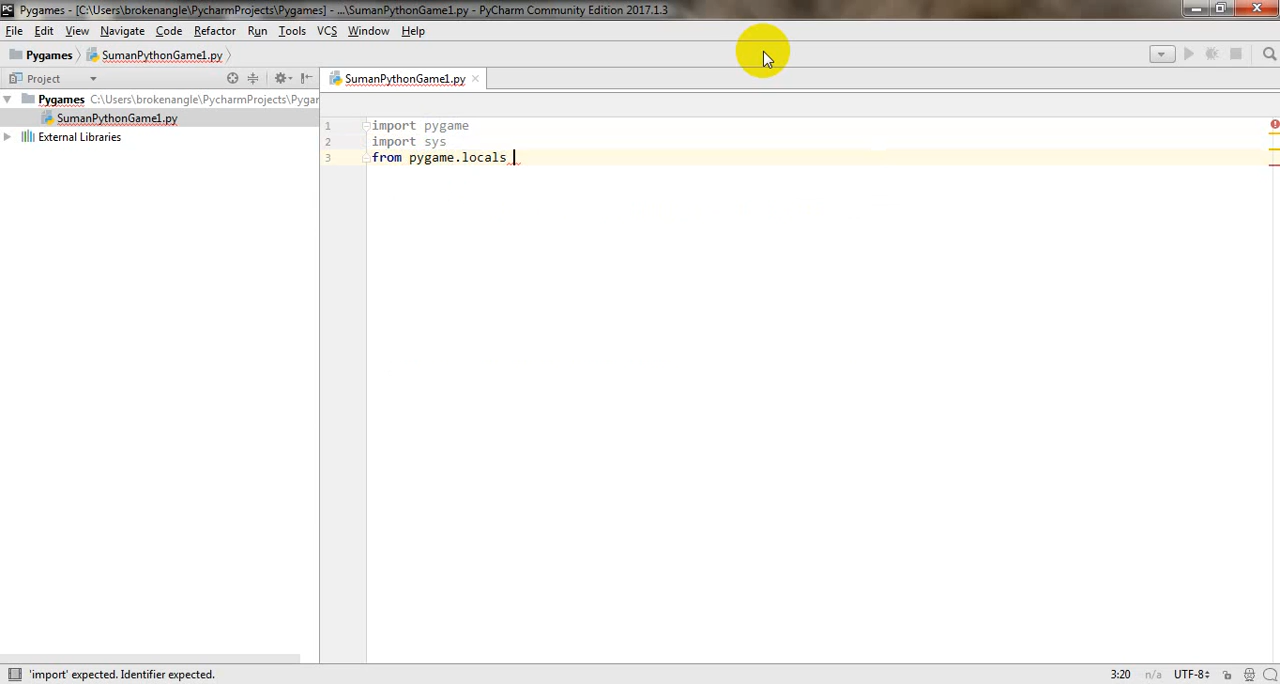 Pygames - [C:\Users\brokenangle\PycharmProjects\Pygames] - ...\SumanPythonGame1.py - PyCharm Community Edition 2017.1.3
File Edit View Navigate Code Refactor Run Tools VCS Window Help
Pygames SumanPythonGame1.py
Project SumanPythonGame1.py
Pygames C:\Users\brokenangle\PycharmProjects\Pygar
SumanPythonGame1.py
External Libraries
1 import pygame
2 import sys
3 from pygame.locals
'import' expected. Identifier expected. 3:20 n/a UTF-8